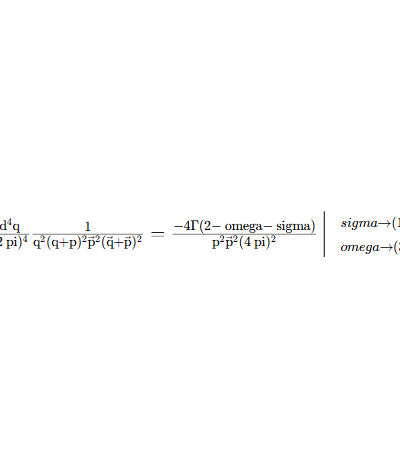 d⁴q / 2 pi)⁴ 1 / q²(q+p)²p⃗²(q⃗+p⃗)² = −4Γ(2− omega− sigma) / p²p⃗²(4 pi)² | sigma→(1
omega→(